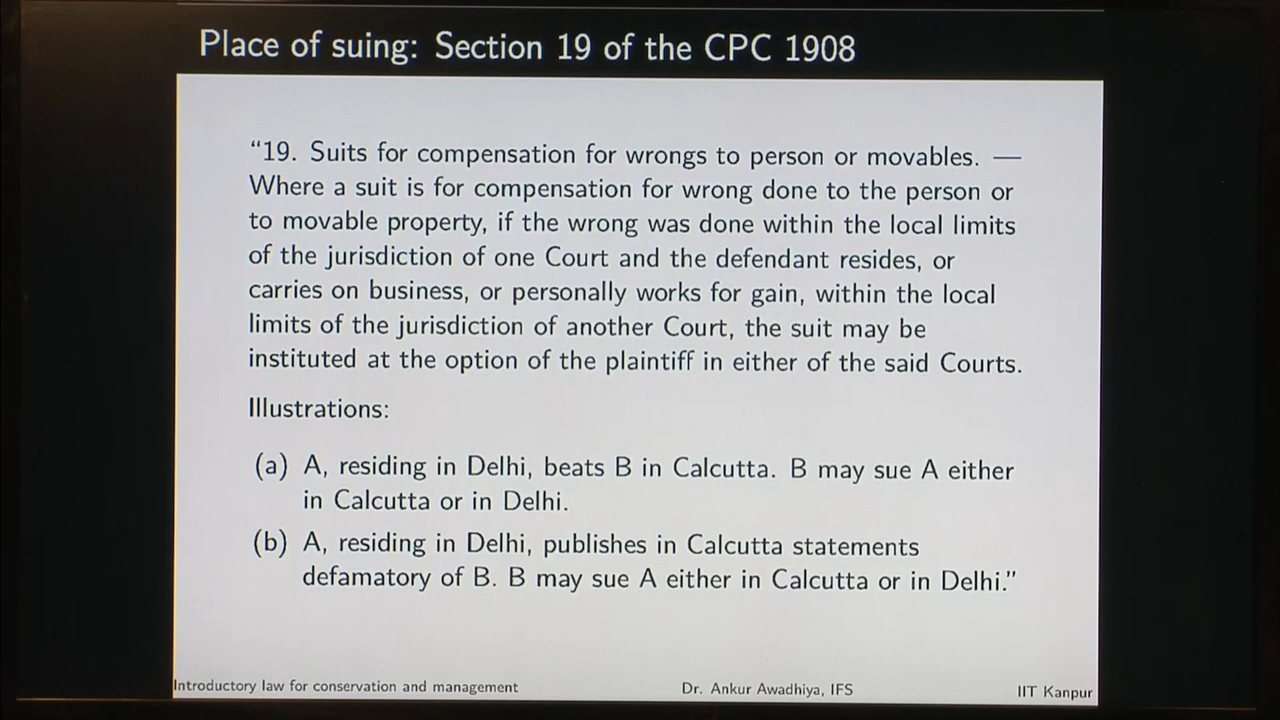 Place of suing: Section 19 of the CPC 1908
“19. Suits for compensation for wrongs to person or movables. —
Where a suit is for compensation for wrong done to the person or
to movable property, if the wrong was done within the local limits
of the jurisdiction of one Court and the defendant resides, or
carries on business, or personally works for gain, within the local
limits of the jurisdiction of another Court, the suit may be
instituted at the option of the plaintiff in either of the said Courts.
Illustrations:
(a) A, residing in Delhi, beats B in Calcutta. B may sue A either
in Calcutta or in Delhi.
(b) A, residing in Delhi, publishes in Calcutta statements
defamatory of B. B may sue A either in Calcutta or in Delhi.”
Introductory law for conservation and management Dr. Ankur Awadhiya, IFS IIT Kanpur